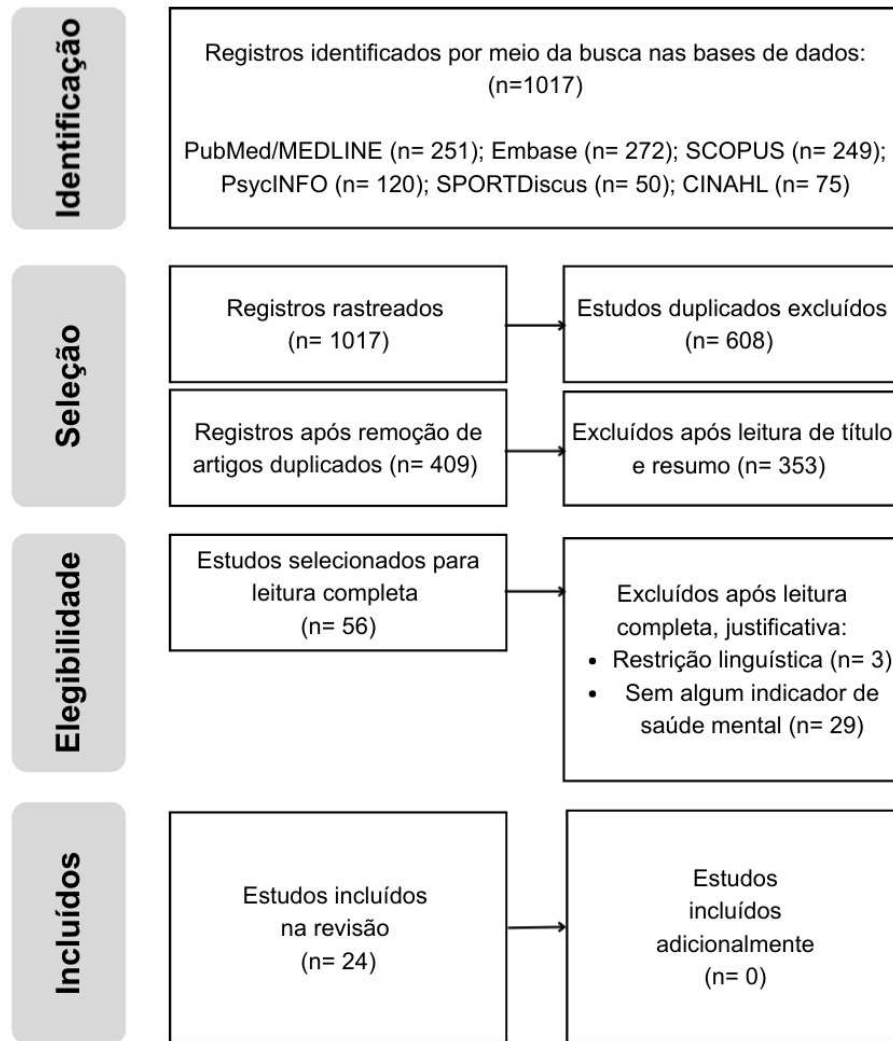 Identificação
Registros identificados por meio da busca nas bases de dados:
(n=1017)
PubMed/MEDLINE (n= 251); Embase (n= 272); SCOPUS (n= 249);
PsycINFO (n= 120); SPORTDiscus (n= 50); CINAHL (n= 75)
Seleção
Registros rastreados
(n= 1017)
Estudos duplicados excluídos
(n= 608)
Registros após remoção de
artigos duplicados (n= 409)
Excluídos após leitura de título
e resumo (n= 353)
Elegibilidade
Estudos selecionados para
leitura completa
(n= 56)
Excluídos após leitura
completa, justificativa:
• Restrição linguística (n= 3)
• Sem algum indicador de
saúde mental (n= 29)
Incluídos
Estudos incluídos
na revisão
(n= 24)
Estudos
incluídos
adicionalmente
(n= 0)